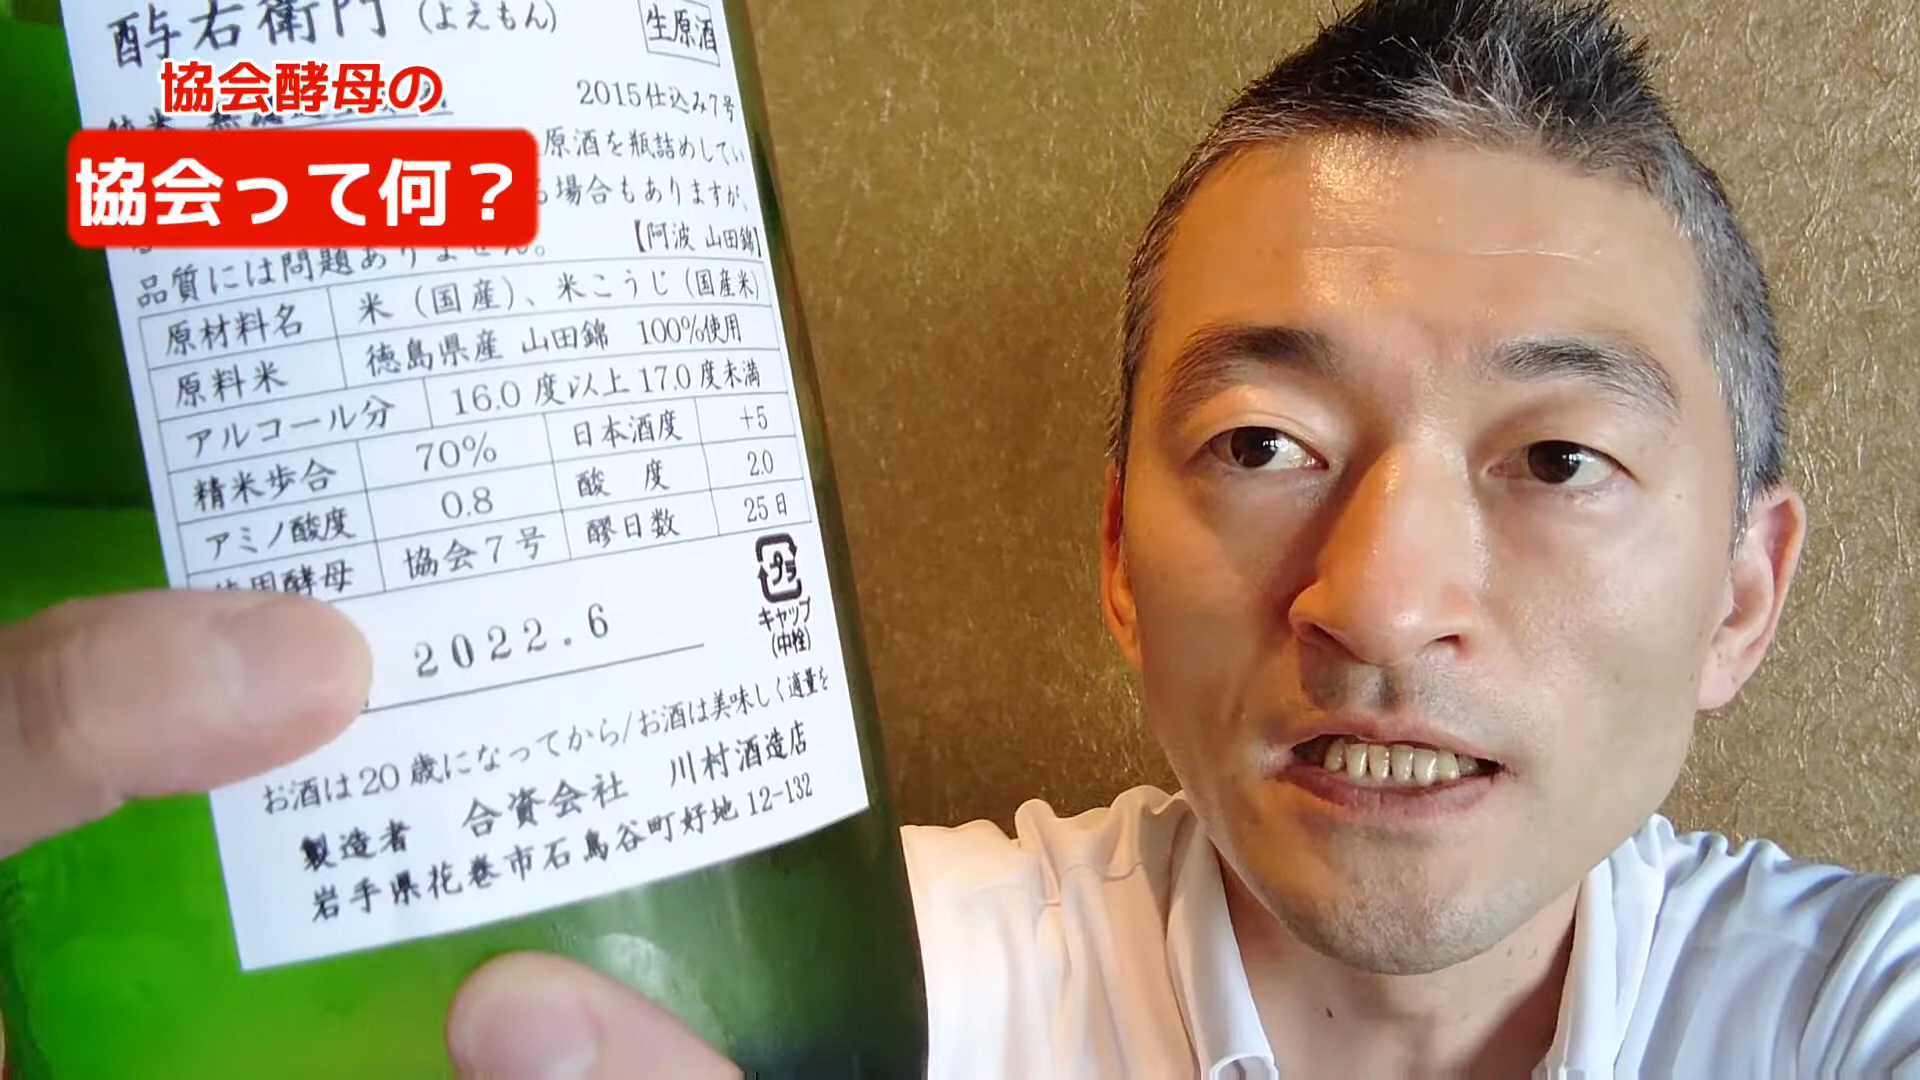 酉与右衛門(よえもん)
生原酒
協会酵母の
協会って何？
2015仕込み7号
原酒を瓶詰めしてい
場合もありますが、
品質には問題ありません。
【阿波 山田錦】
原材料名 米(国産)、米こうじ(国産米)
原料米 徳島県産 山田錦 100%使用
アルコール分 16.0度以上17.0度未満
精米歩合 70% 日本酒度 +5
アミノ酸度 0.8 酸度 2.0
酵母 協会7号 醪日数 25日
2022.6
プラ
キャップ
(中栓)
お酒は20歳になってから/お酒は美味しく適量を
製造者 合資会社 川村酒造店
岩手県花巻市石鳥谷町好地12-132